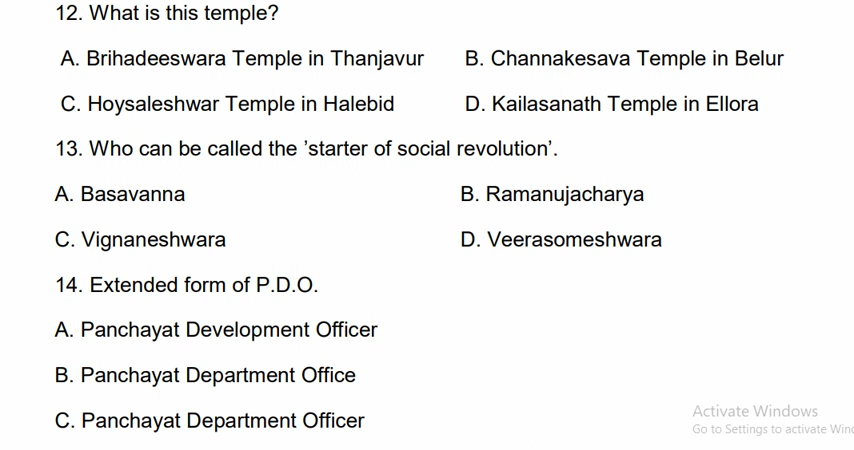 12. What is this temple?
A. Brihadeeswara Temple in Thanjavur B. Channakesava Temple in Belur
C. Hoysaleshwar Temple in Halebid D. Kailasanath Temple in Ellora
13. Who can be called the ’starter of social revolution’.
A. Basavanna B. Ramanujacharya
C. Vignaneshwara D. Veerasomeshwara
14. Extended form of P.D.O.
A. Panchayat Development Officer
B. Panchayat Department Office
C. Panchayat Department Officer
Activate Windows
Go to Settings to activate